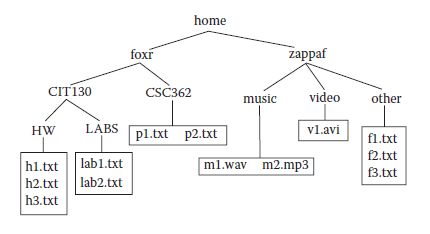 home
foxr zappaf
CIT130 CSC362 music video other
HW LABS p1.txt p2.txt v1.avi f1.txt
f2.txt
f3.txt
h1.txt
h2.txt
h3.txt
lab1.txt
lab2.txt
m1.wav m2.mp3